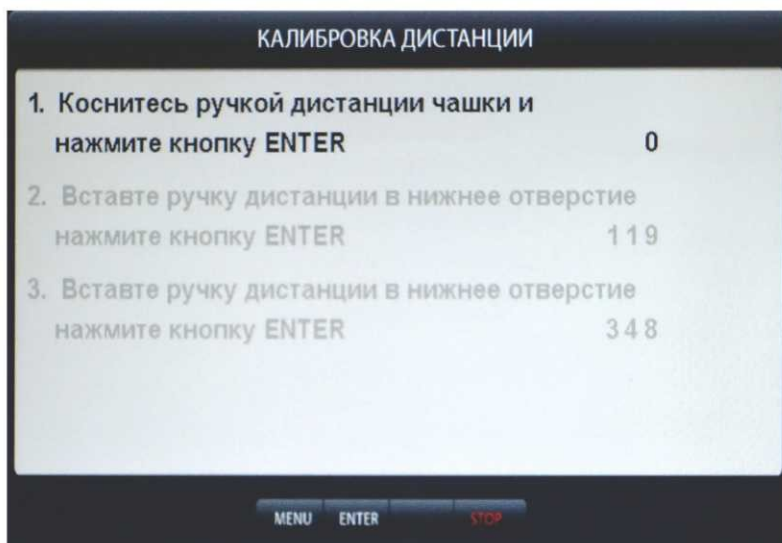 КАЛИБРОВКА ДИСТАНЦИИ
1. Коснитесь ручкой дистанции чашки и
нажмите кнопку ENTER 0
2. Вставте ручку дистанции в нижнее отверстие
нажмите кнопку ENTER 119
3. Вставте ручку дистанции в нижнее отверстие
нажмите кнопку ENTER 348
MENU ENTER STOP